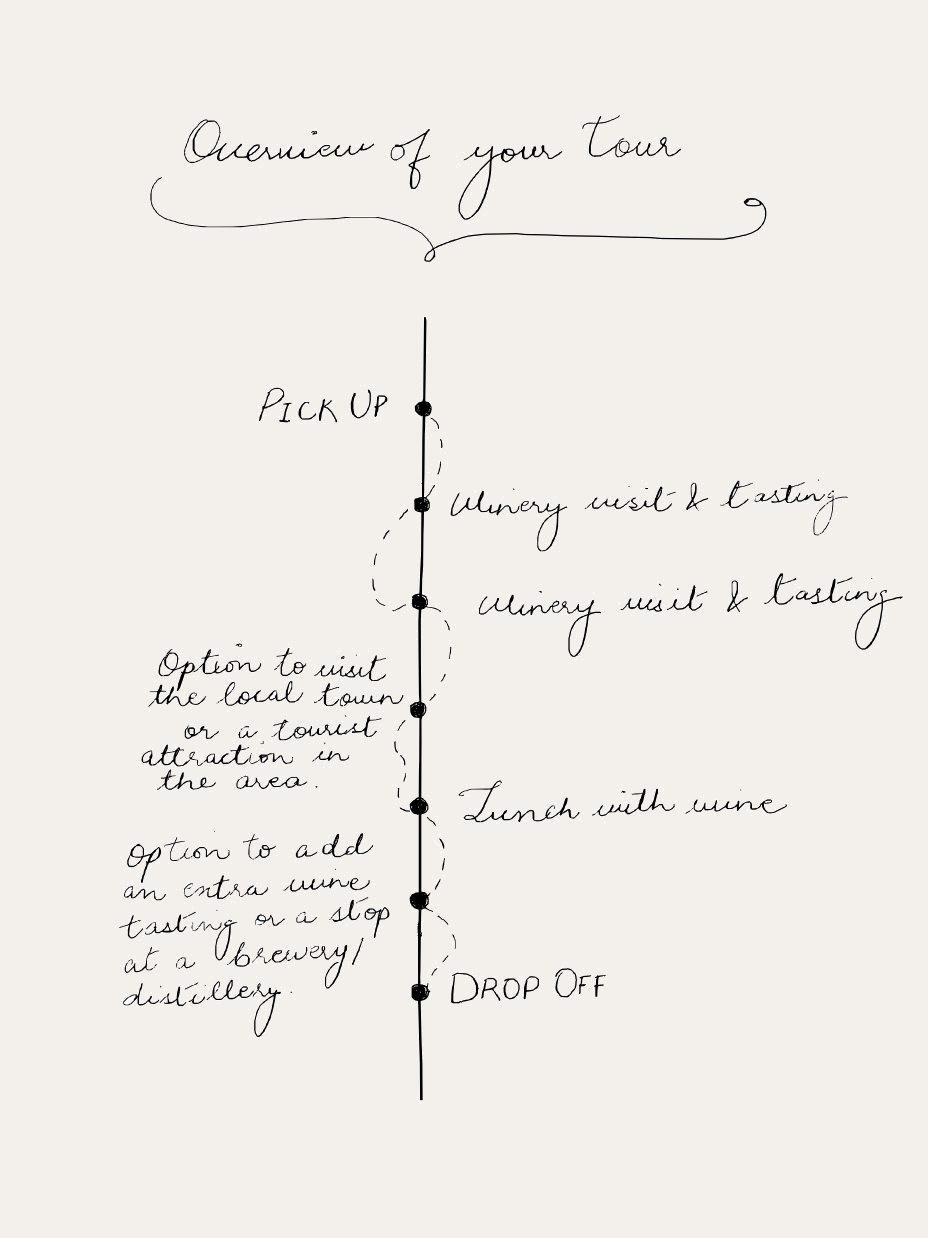 Overview of your tour
PICK UP
Winery visit & tasting
Winery visit & tasting
Option to visit
the local town
or a tourist
attraction in
the area.
Lunch with wine
Option to add
an extra wine
tasting or a stop
at a brewery/
distillery.
DROP OFF